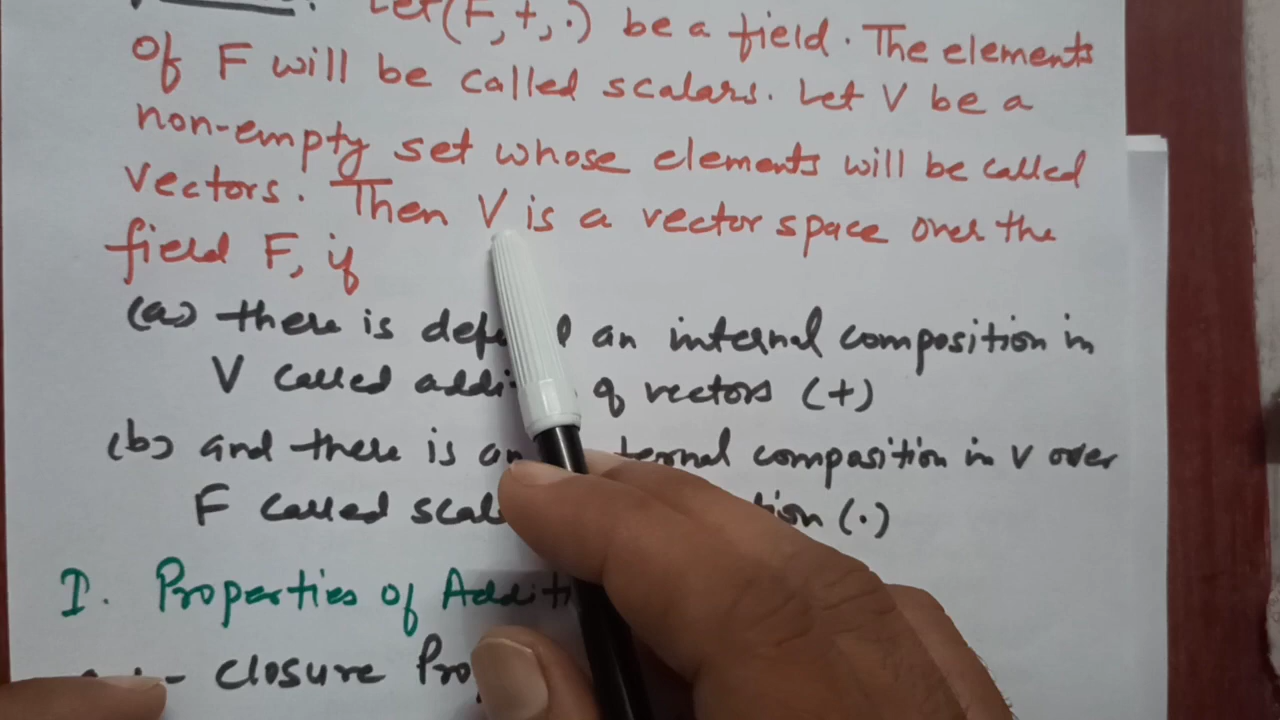 Let (F, +, ·) be a field. The elements
of F will be called scalars. Let V be a
non-empty set whose elements will be called
vectors. Then V is a vector space over the
field F, if
(a) there is an internal composition in
V called of vectors (+)
(b) and there is composition in V over
F called (·)
I. Properties of
- Closure